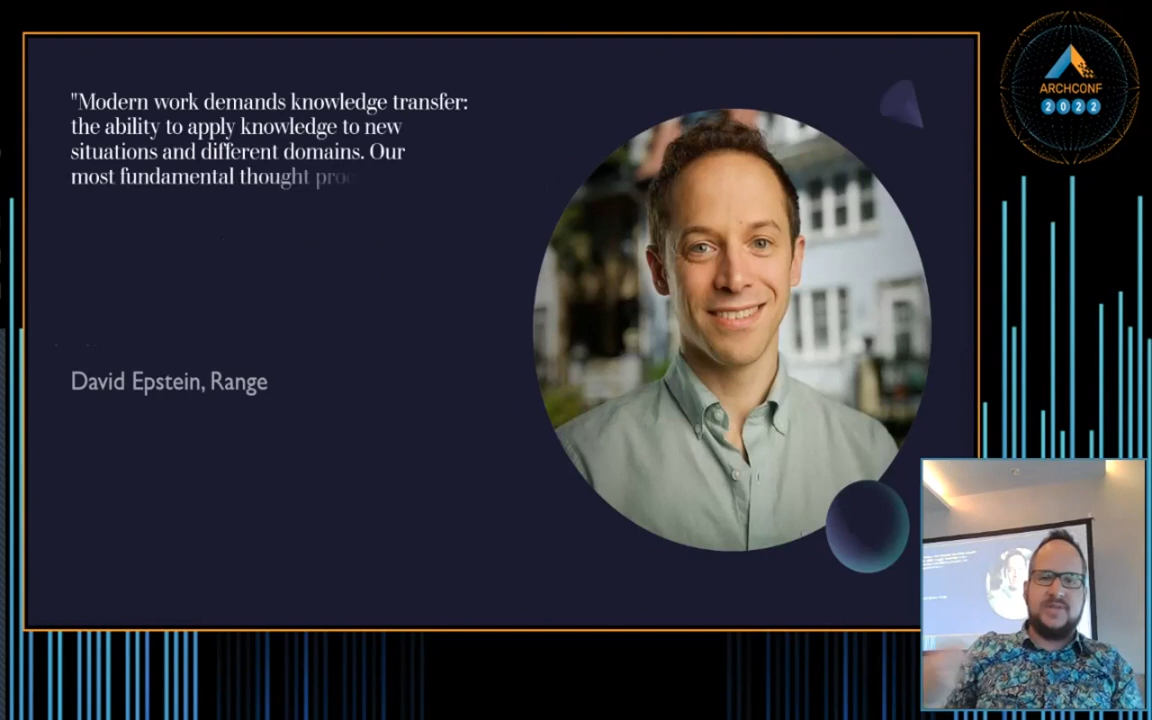 "Modern work demands knowledge transfer:
the ability to apply knowledge to new
situations and different domains. Our
most fundamental thought
David Epstein, Range
ARCHCONF
2022